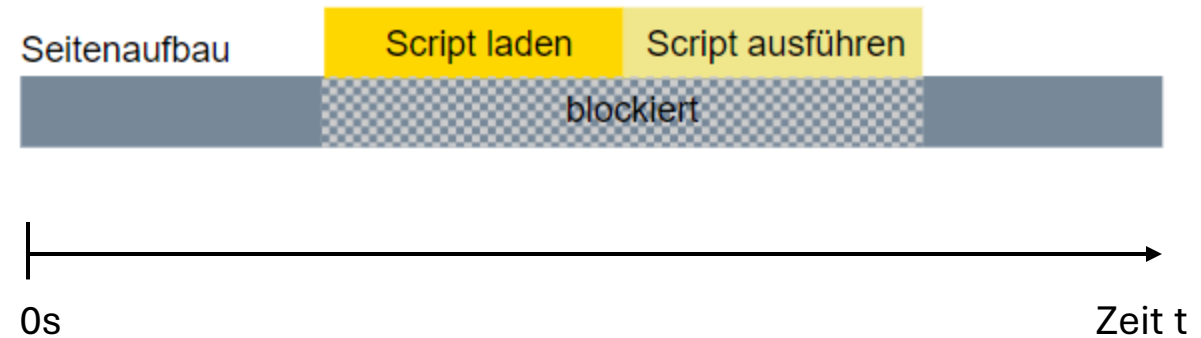 Seitenaufbau
Script laden
Script ausführen
blockiert
0s
Zeit t